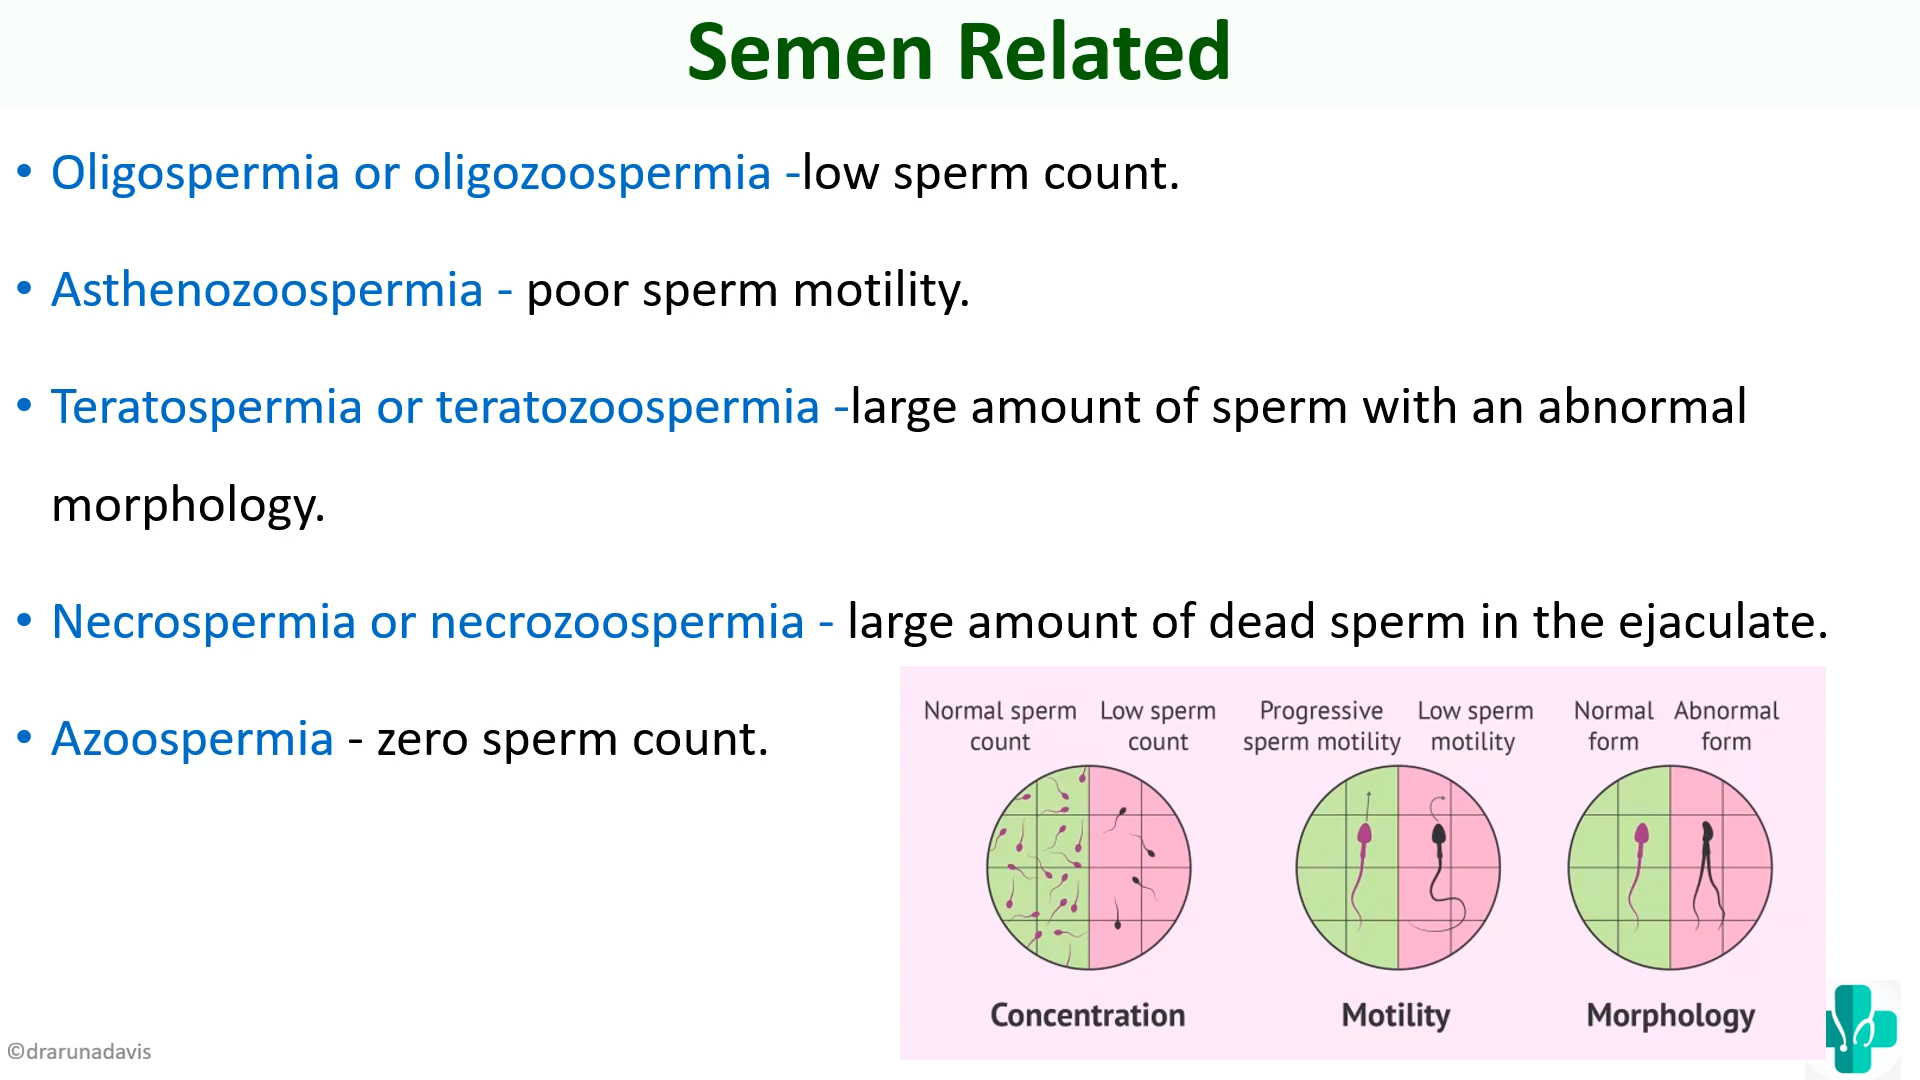 Semen Related
• Oligospermia or oligozoospermia -low sperm count.
• Asthenozoospermia - poor sperm motility.
• Teratospermia or teratozoospermia -large amount of sperm with an abnormal
morphology.
• Necrospermia or necrozoospermia - large amount of dead sperm in the ejaculate.
• Azoospermia - zero sperm count.
Normal sperm count
Low sperm count
Progressive sperm motility
Low sperm motility
Normal form
Abnormal form
Concentration
Motility
Morphology
©drarunadavis